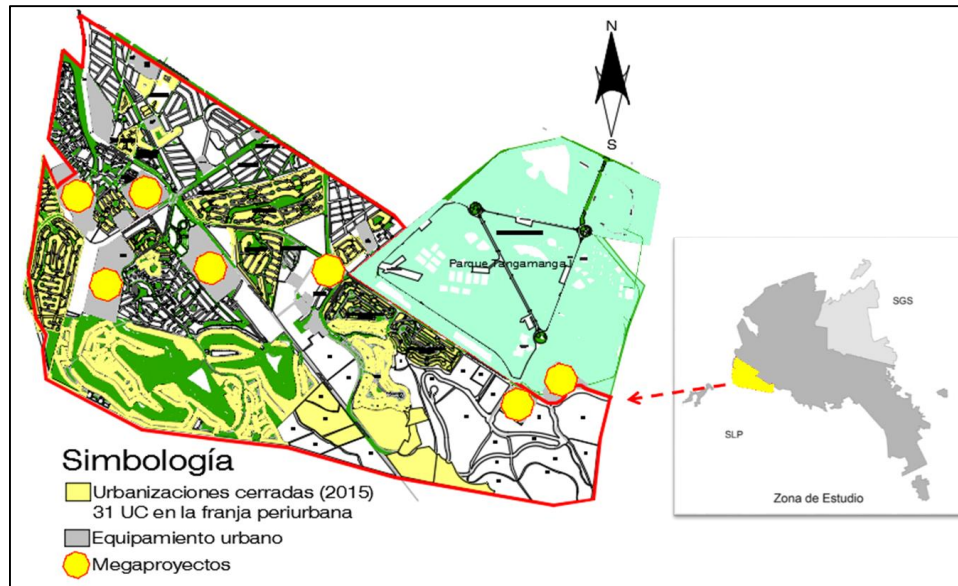 N
S
Parque Tangamanga I
SGS
SLP
Zona de Estudio
Simbología
Urbanizaciones cerradas (2015)
31 UC en la franja periurbana
Equipamiento urbano
Megaproyectos